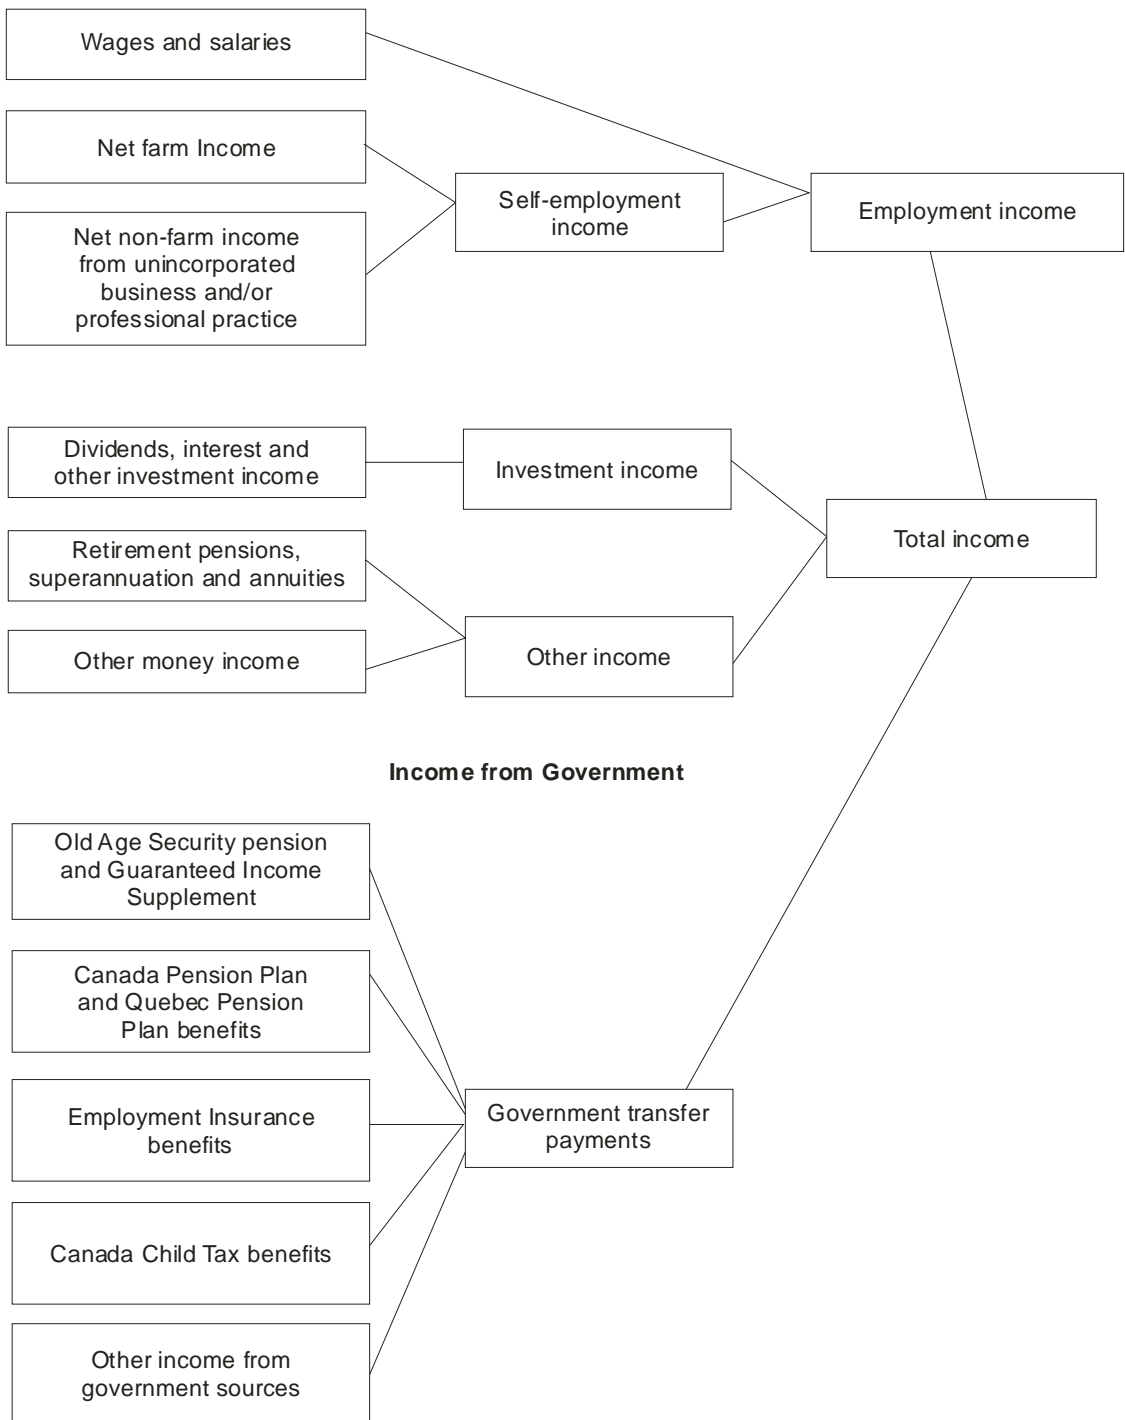 Wages and salaries
Net farm Income
Net non-farm income
from unincorporated
business and/or
professional practice
Self-employment
income
Employment income
Dividends, interest and
other investment income
Investment income
Retirement pensions,
superannuation and annuities
Other money income
Other income
Total income
Income from Government
Old Age Security pension
and Guaranteed Income
Supplement
Canada Pension Plan
and Quebec Pension
Plan benefits
Employment Insurance
benefits
Government transfer
payments
Canada Child Tax benefits
Other income from
government sources